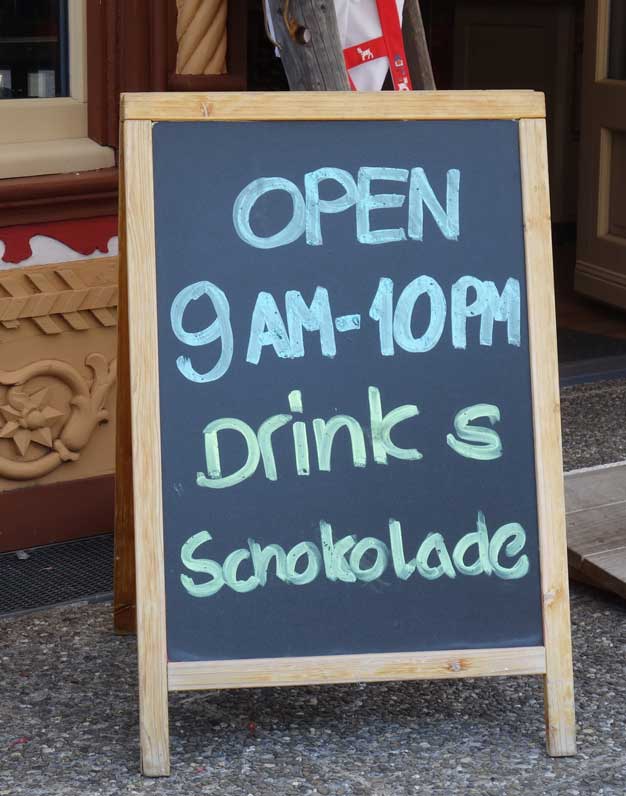 OPEN
9 AM-10 PM
Drink s
Schokolade